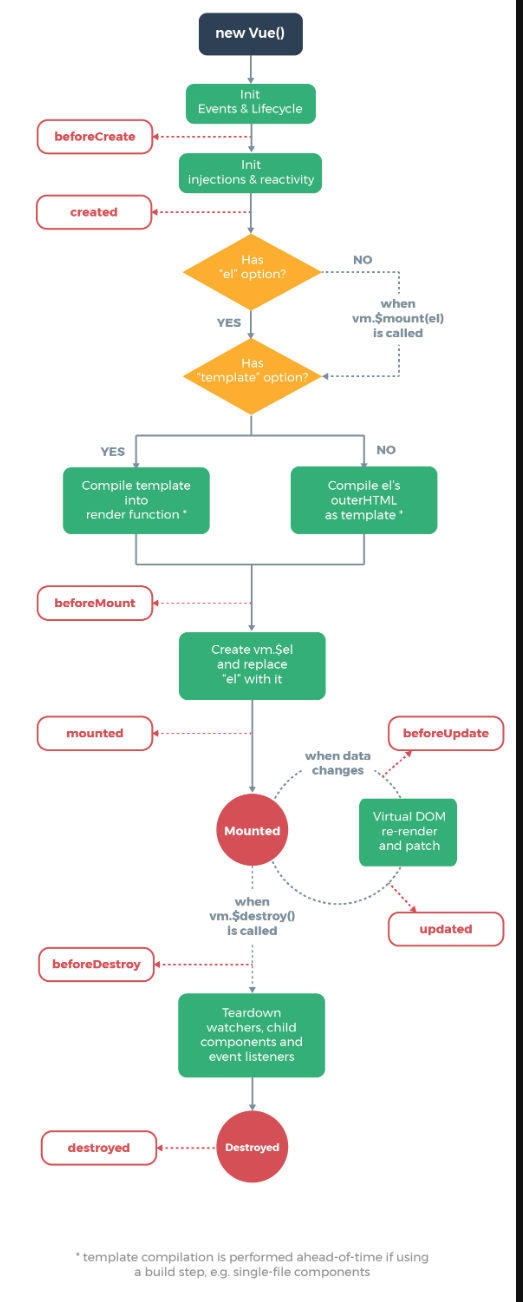 new Vue()
Init
Events & Lifecycle
beforeCreate
Init
injections & reactivity
created
Has
“el” option?
NO
when
vm.$mount(el)
is called
YES
Has
“template” option?
YES
NO
Compile template
into
render function *
Compile el’s
outerHTML
as template *
beforeMount
Create vm.$el
and replace
“el” with it
mounted
beforeUpdate
when data
changes
Mounted
Virtual DOM
re-render
and patch
when
vm.$destroy()
is called
updated
beforeDestroy
Teardown
watchers, child
components and
event listeners
destroyed
Destroyed
* template compilation is performed ahead-of-time if using
a build step, e.g. single-file components